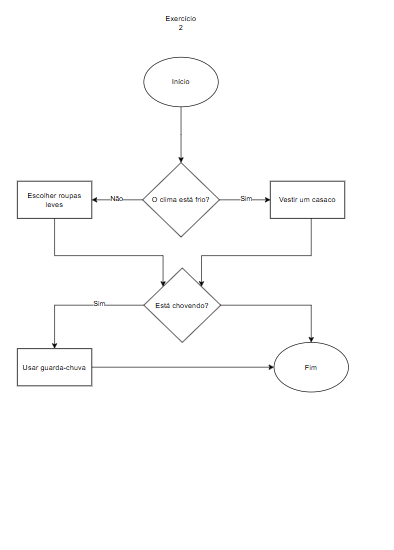 Exercício
2
Início
O clima está frio?
Não
Sim
Escolher roupas
leves
Vestir um casaco
Está chovendo?
Sim
Usar guarda-chuva
Fim